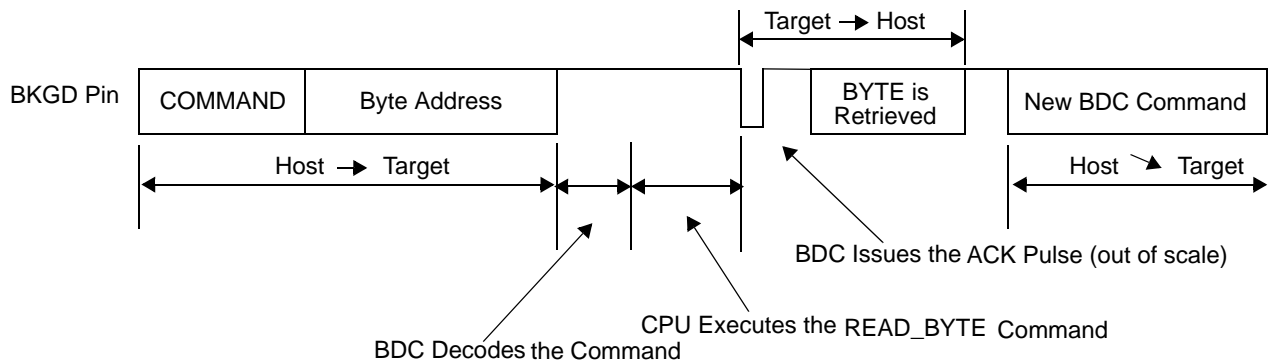 Target → Host
BKGD Pin
COMMAND
Byte Address
BYTE is
Retrieved
New BDC Command
Host → Target
Host → Target
BDC Issues the ACK Pulse (out of scale)
CPU Executes the READ_BYTE Command
BDC Decodes the Command